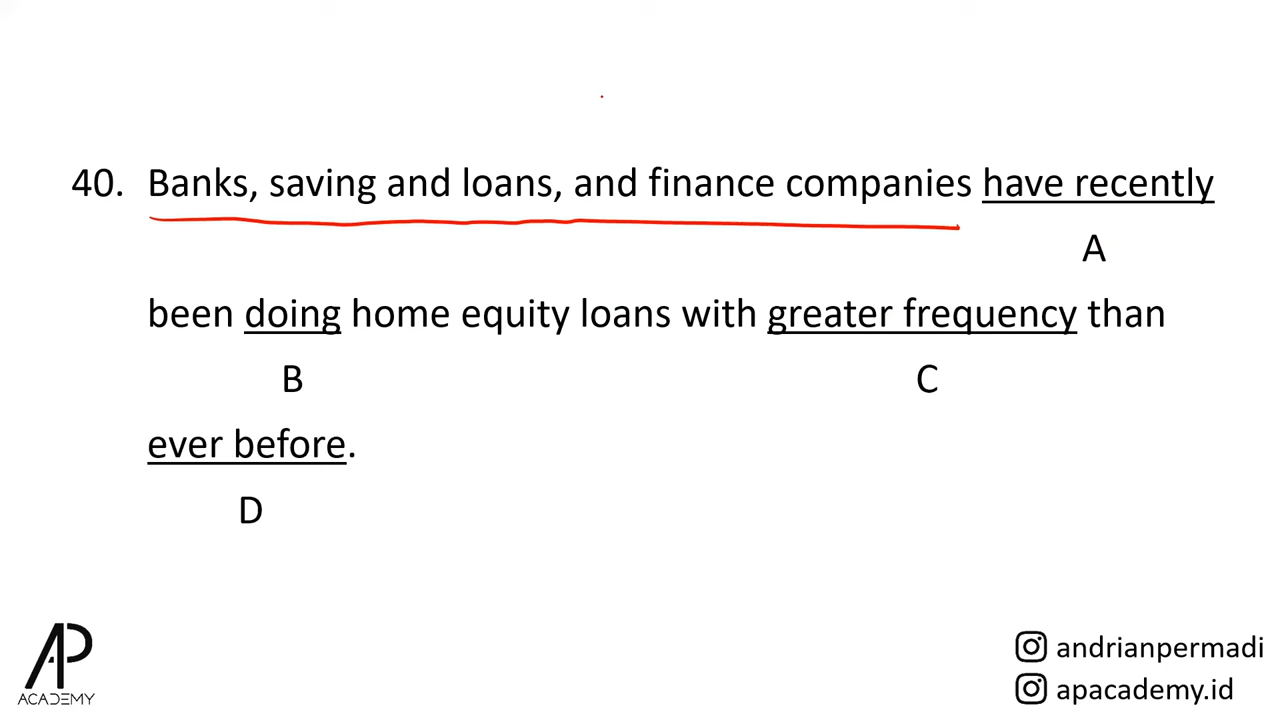 40. Banks, saving and loans, and finance companies have recently
A
been doing home equity loans with greater frequency than
B C
ever before.
D
AP
ACADEMY
andrianpermadi
apacademy.id